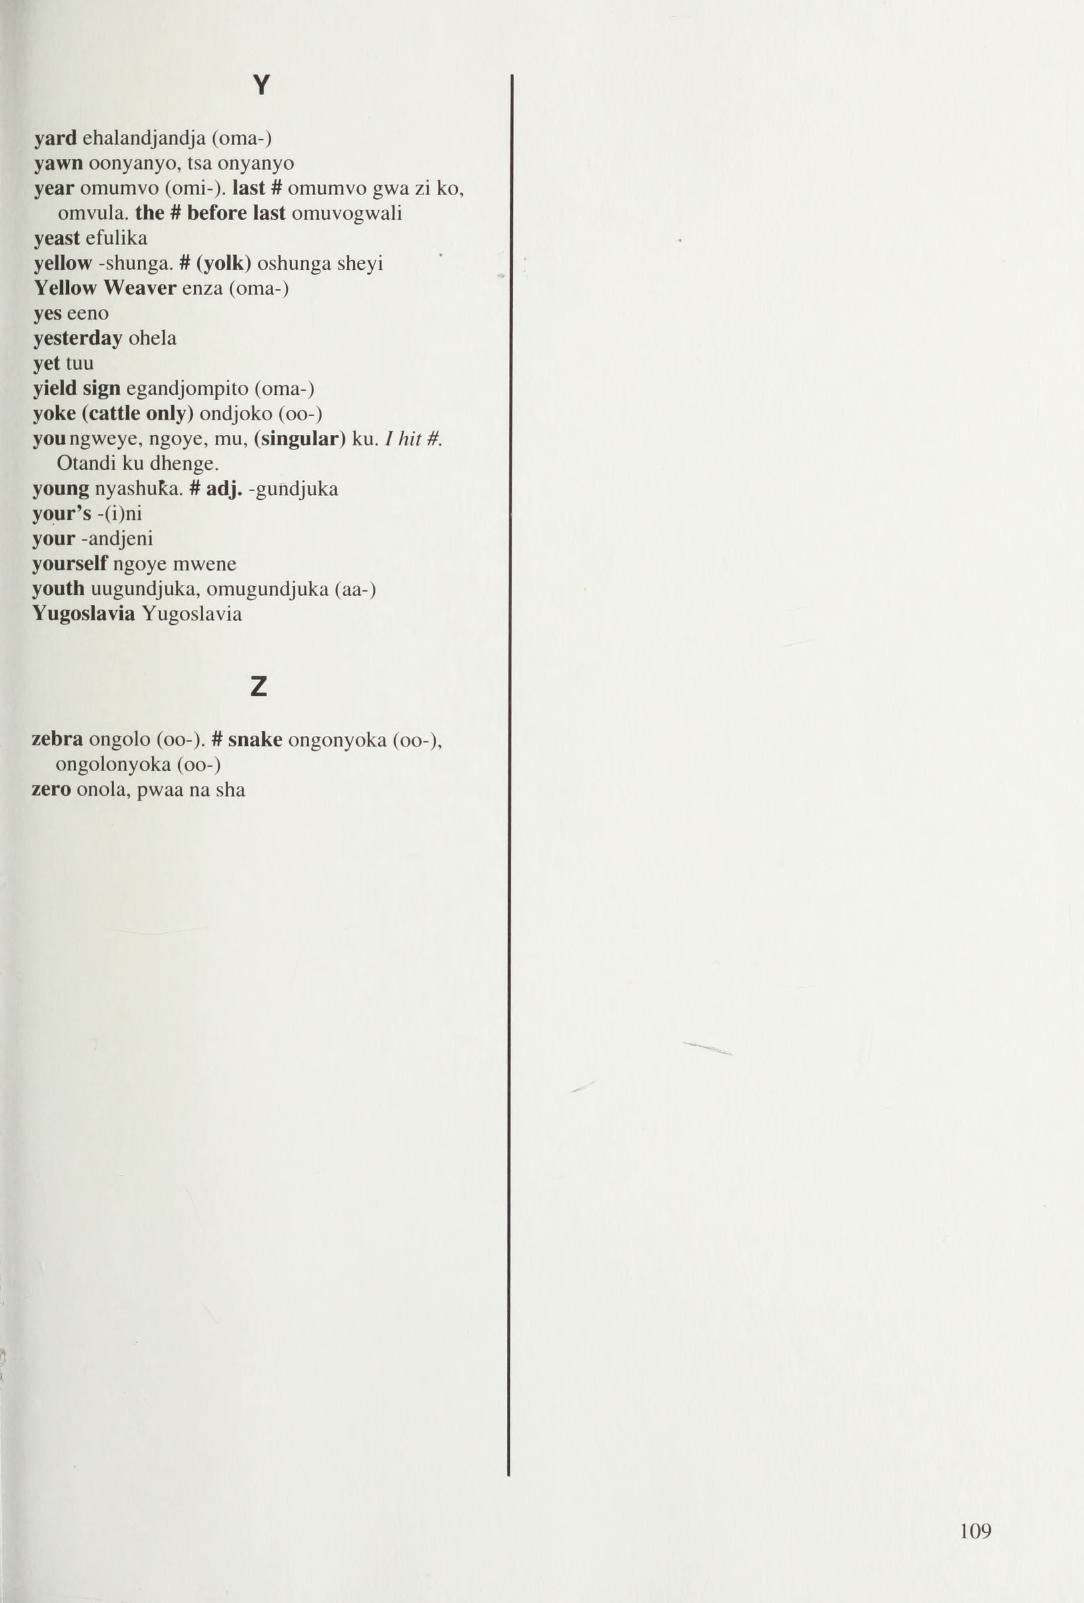 Y
yard ehalandjandja (oma-)
yawn oonyanyo, tsa onyanyo
year omumvo (omi-). last # omumvo gwa zi ko,
omvula. the # before last omuvogwali
yeast efulika
yellow -shunga. # (yolk) oshunga sheyi
Yellow Weaver enza (oma-)
yes eeno
yesterday ohela
yet tuu
yield sign egandjompito (oma-)
yoke (cattle only) ondjoko (oo-)
you ngweye, ngoye, mu, (singular) ku. I hit #.
Otandi ku dhenge.
young nyashuka. # adj. -gundjuka
your's -(i)ni
your -andjeni
yourself ngoye mwene
youth uugundjuka, omugundjuka (aa-)
Yugoslavia Yugoslavia
Z
zebra ongolo (oo-). # snake ongonyoka (oo-),
ongolonyoka (oo-)
zero onola, pwaa na sha
109